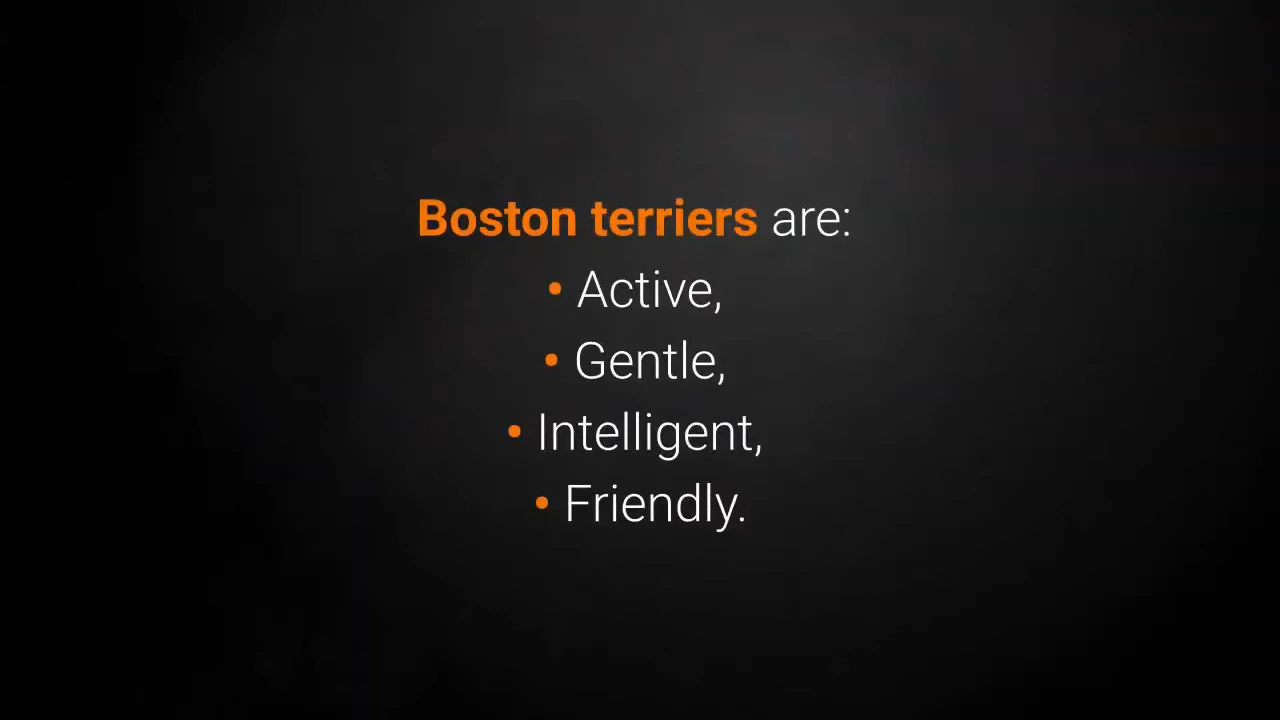 Boston terriers are:
• Active,
• Gentle,
• Intelligent,
• Friendly.